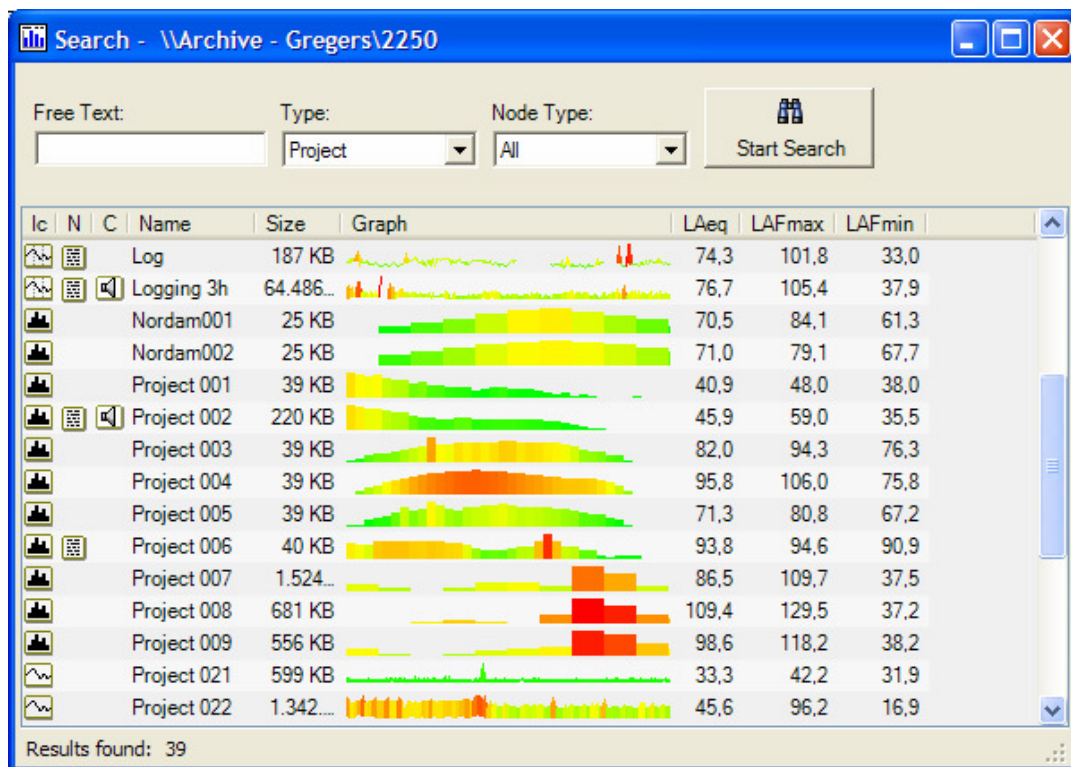 Search - \\Archive - Gregers\2250
Free Text: Type: Node Type:
Project All Start Search
Ic N C Name Size Graph LAeq LAFmax LAFmin
Log 187 KB 74,3 101,8 33,0
Logging 3h 64.486... 76,7 105,4 37,9
Nordam001 25 KB 70,5 84,1 61,3
Nordam002 25 KB 71,0 79,1 67,7
Project 001 39 KB 40,9 48,0 38,0
Project 002 220 KB 45,9 59,0 35,5
Project 003 39 KB 82,0 94,3 76,3
Project 004 39 KB 95,8 106,0 75,8
Project 005 39 KB 71,3 80,8 67,2
Project 006 40 KB 93,8 94,6 90,9
Project 007 1.524... 86,5 109,7 37,5
Project 008 681 KB 109,4 129,5 37,2
Project 009 556 KB 98,6 118,2 38,2
Project 021 599 KB 33,3 42,2 31,9
Project 022 1.342.... 45,6 96,2 16,9
Results found: 39